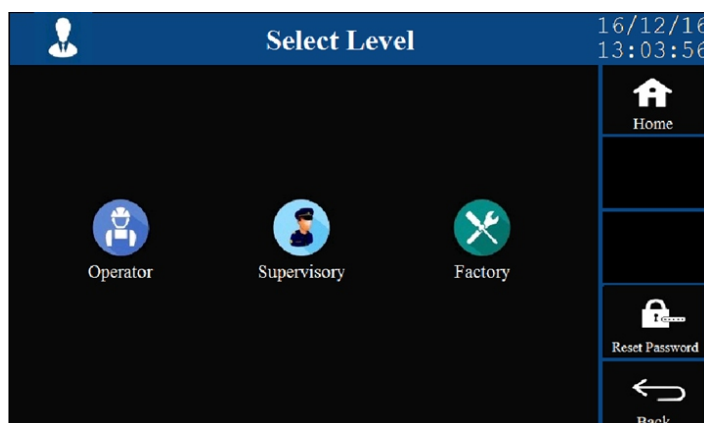 Select Level
16/12/16
13:03:56
Home
Operator
Supervisory
Factory
Reset Password
Back